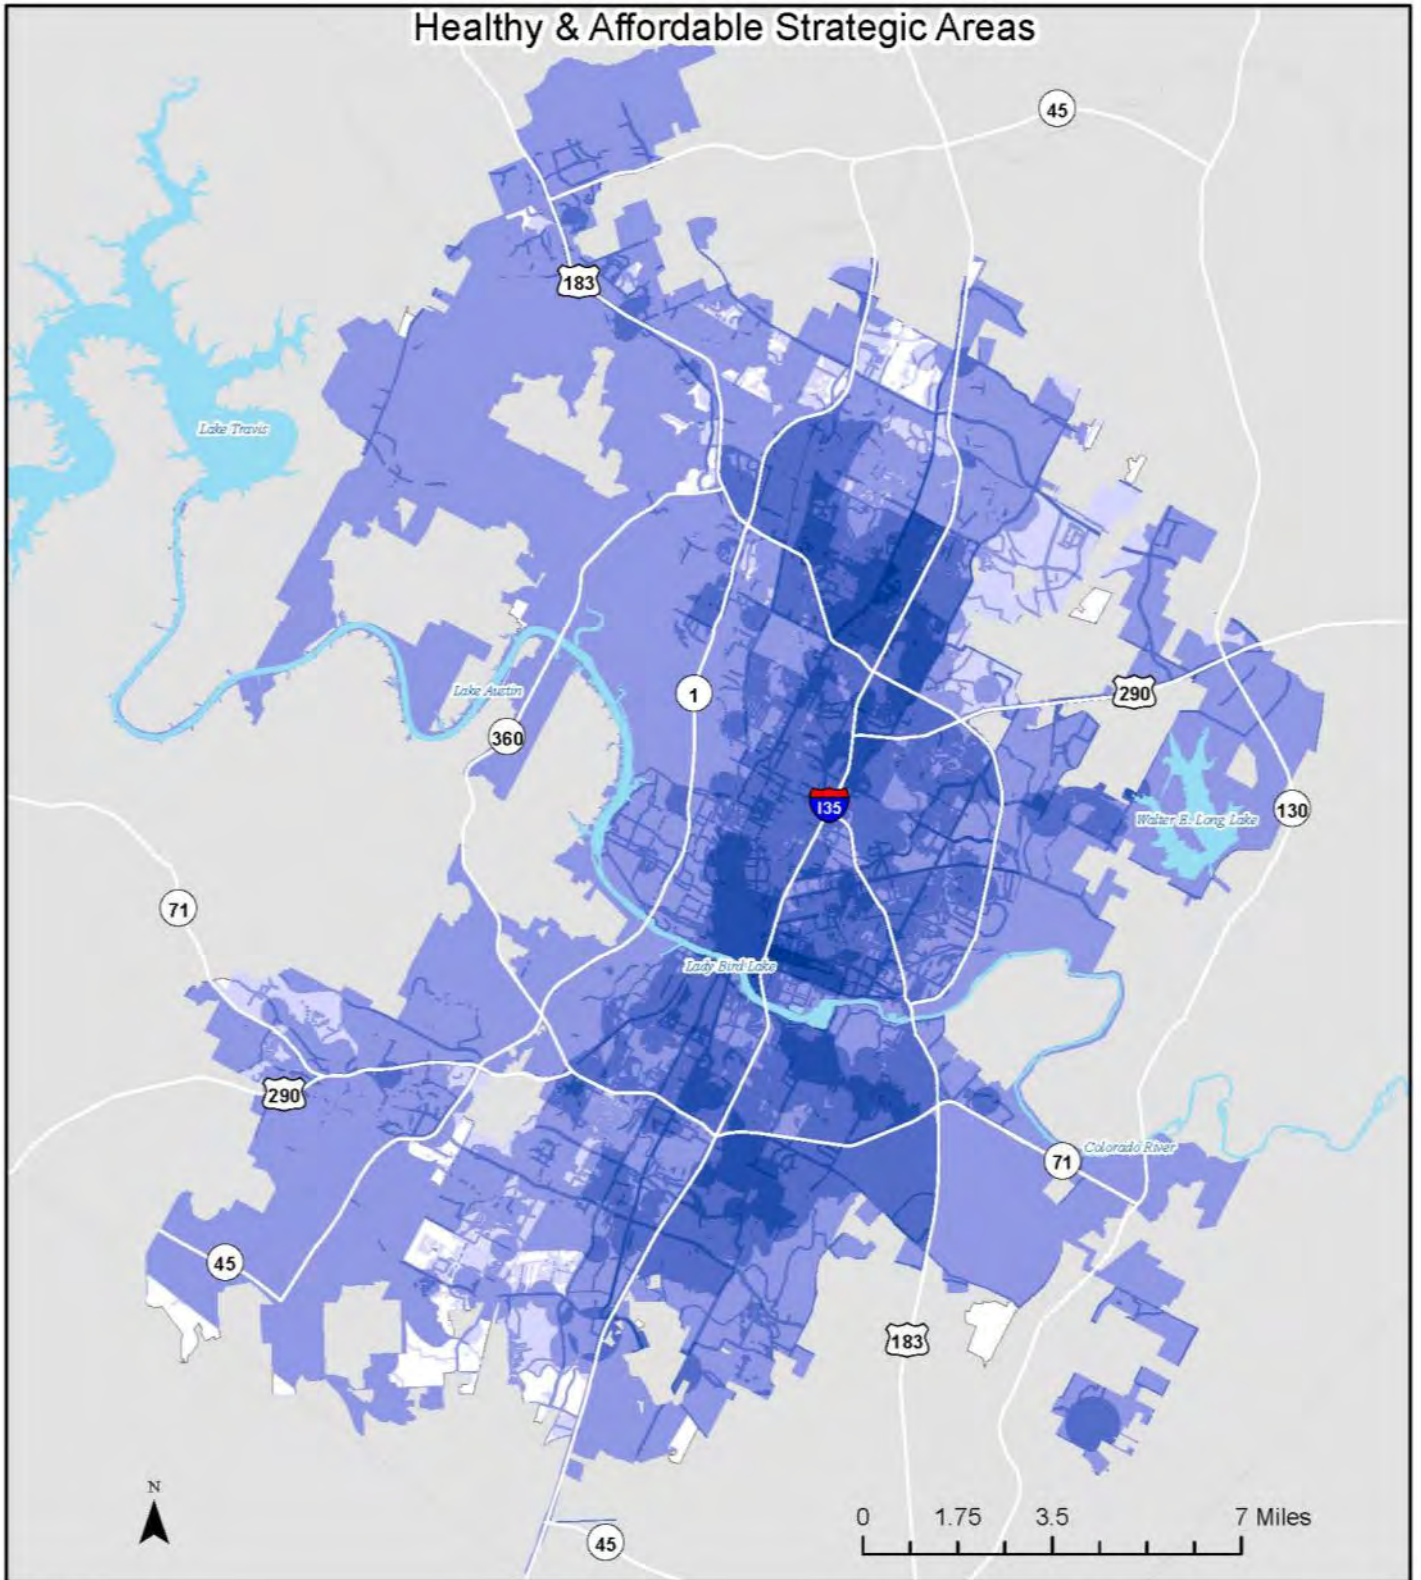 Healthy & Affordable Strategic Areas
45
183
Lake Travis
Lake Austin
1
290
360
I35
Walter E. Long Lake
130
71
Lady Bird Lake
290
Colorado River
71
45
183
N
0 1.75 3.5 7 Miles
45